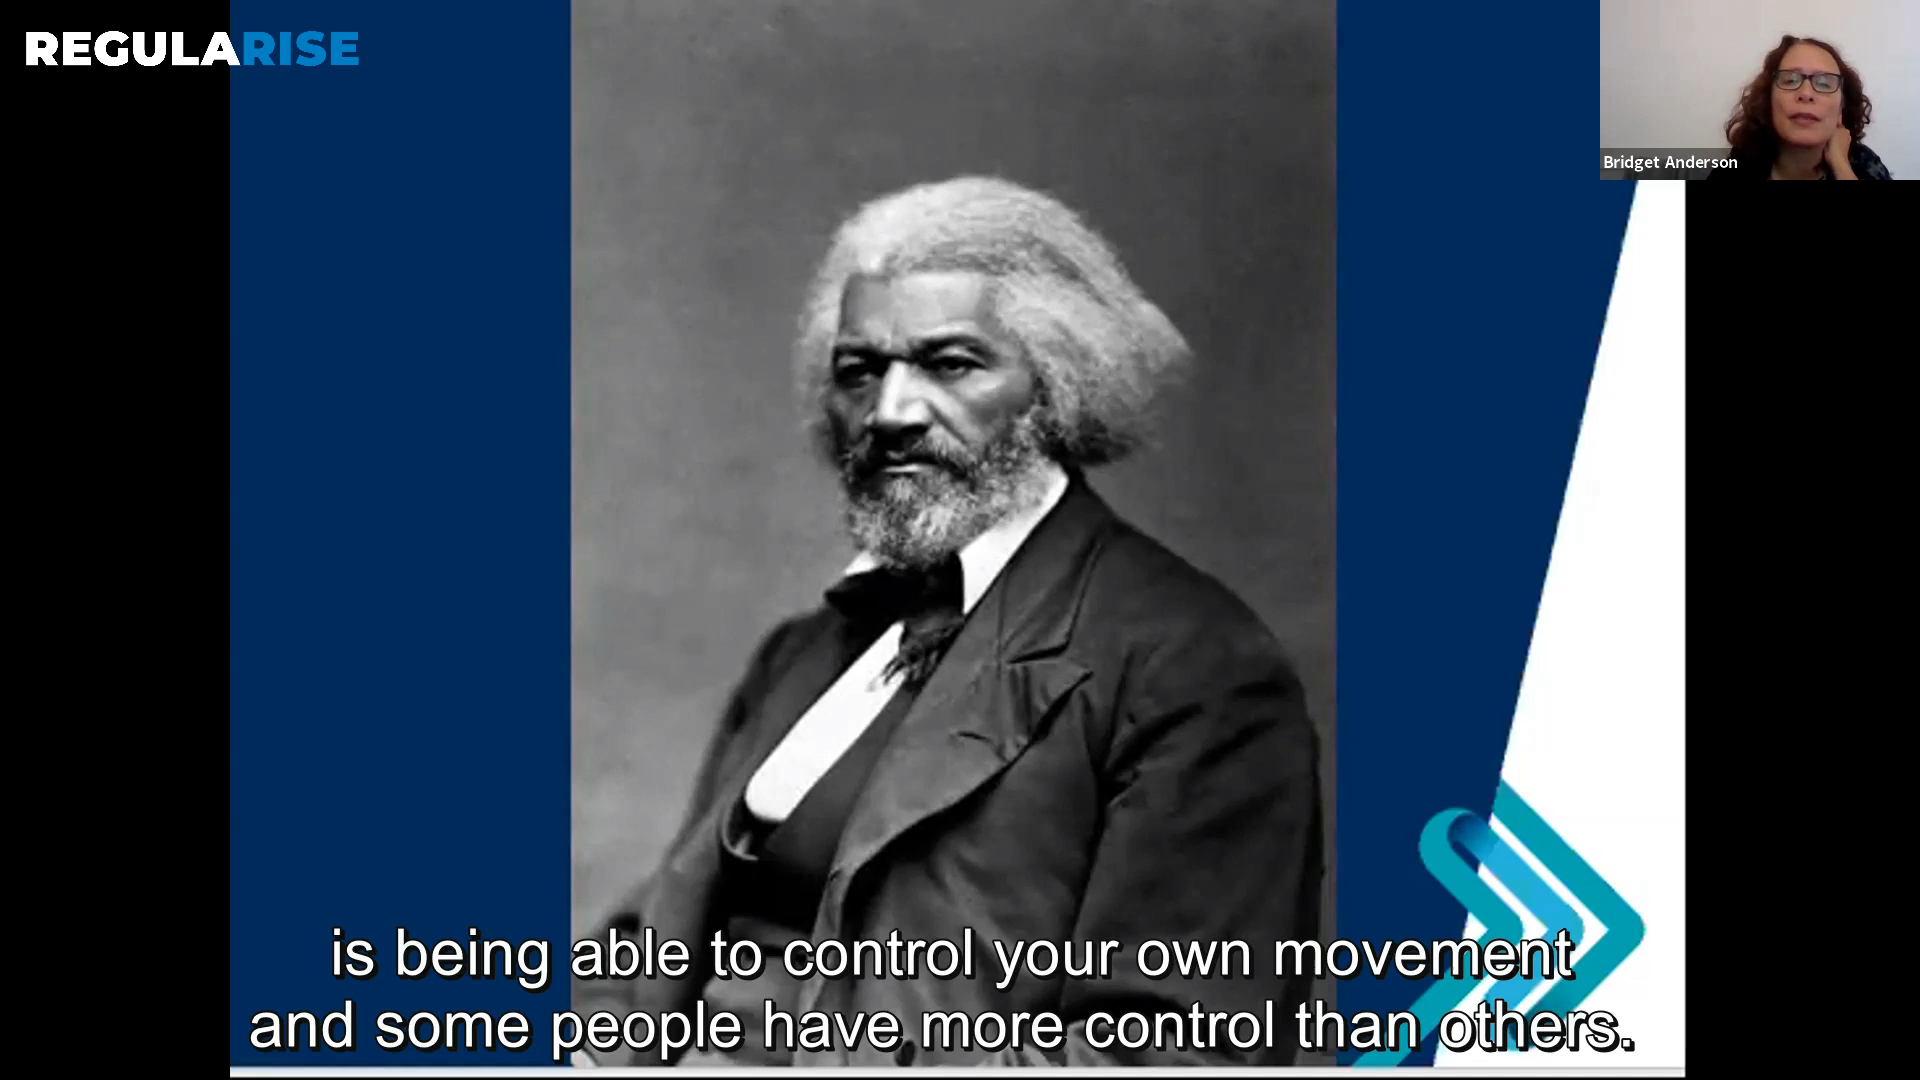 REGULARISE
Bridget Anderson
is being able to control your own movement
and some people have more control than others.